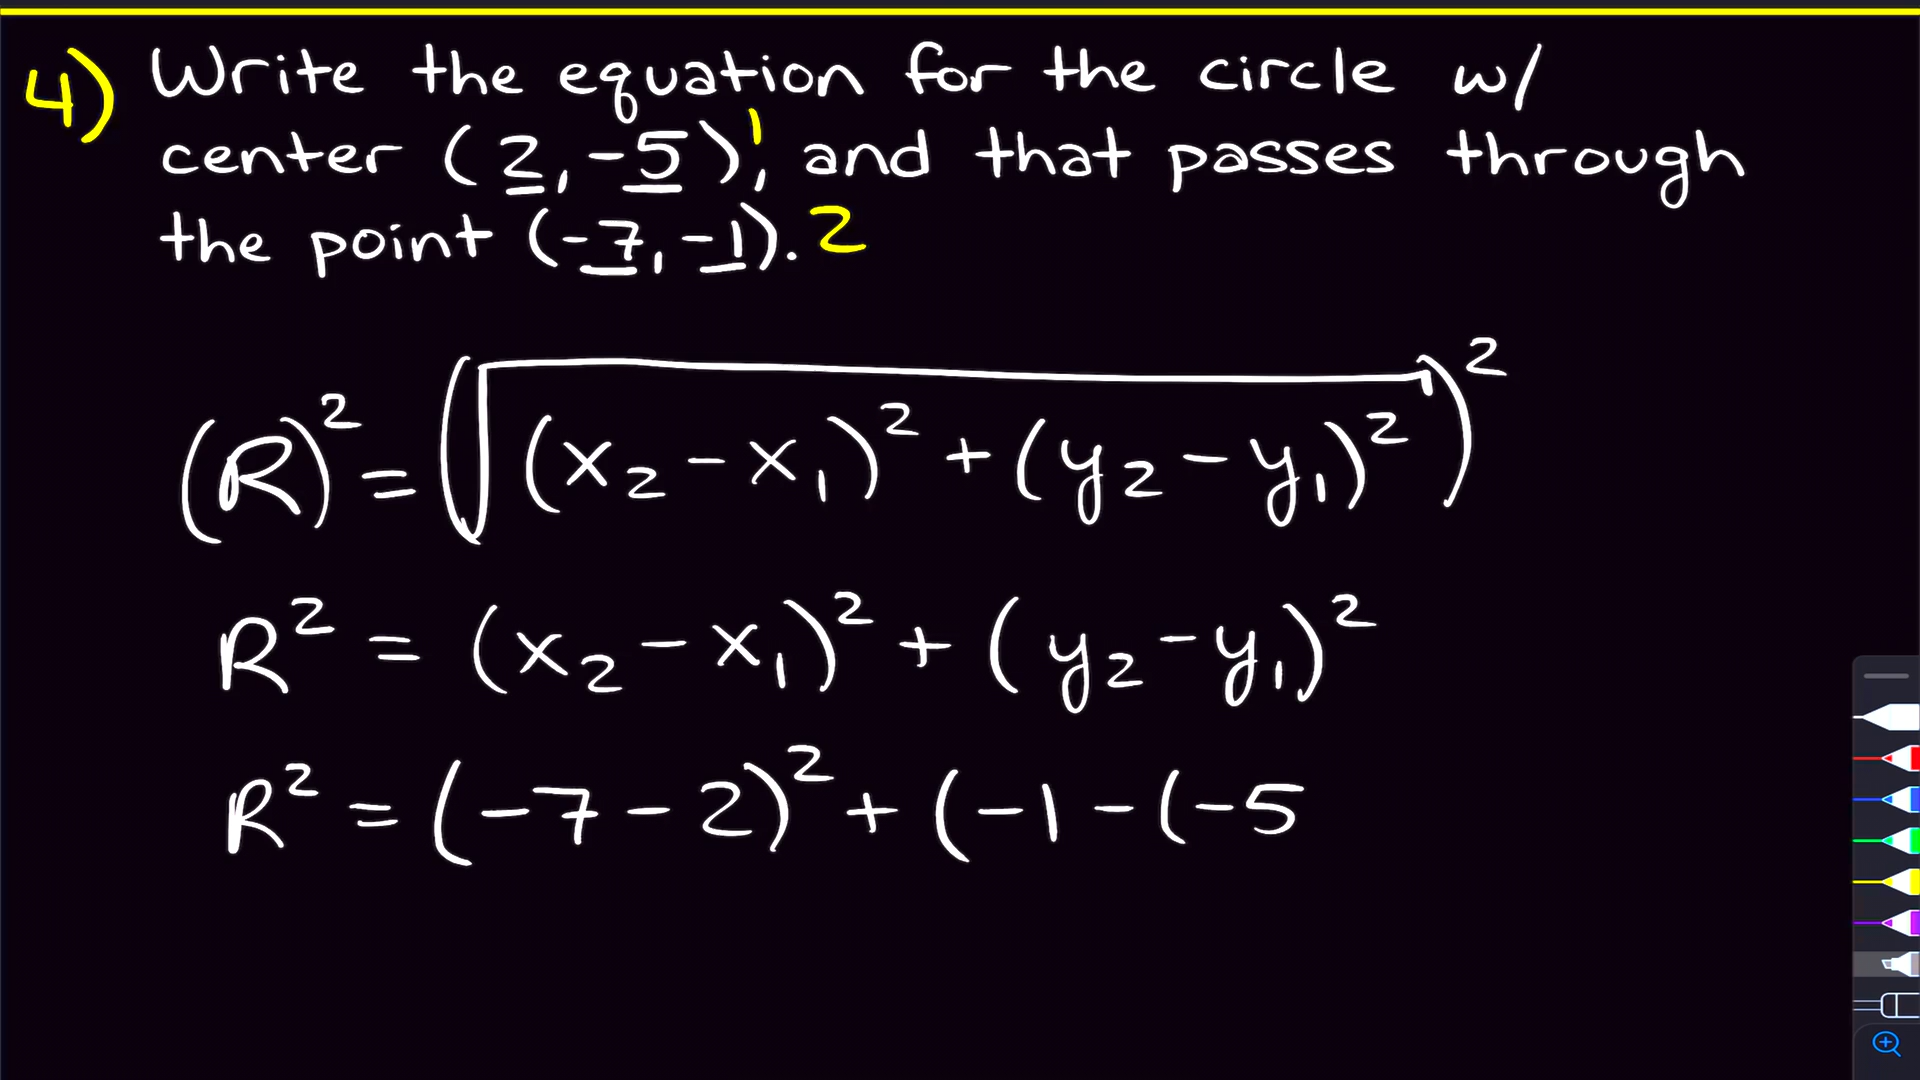 4) Write the equation for the circle w/
center (2, -5)¹, and that passes through
the point (-7, -1). 2
(R)² = (√(x₂ - x₁)² + (y₂ - y₁)²)²
R² = (x₂ - x₁)² + (y₂ - y₁)²
R² = (-7 - 2)² + (-1 - (-5